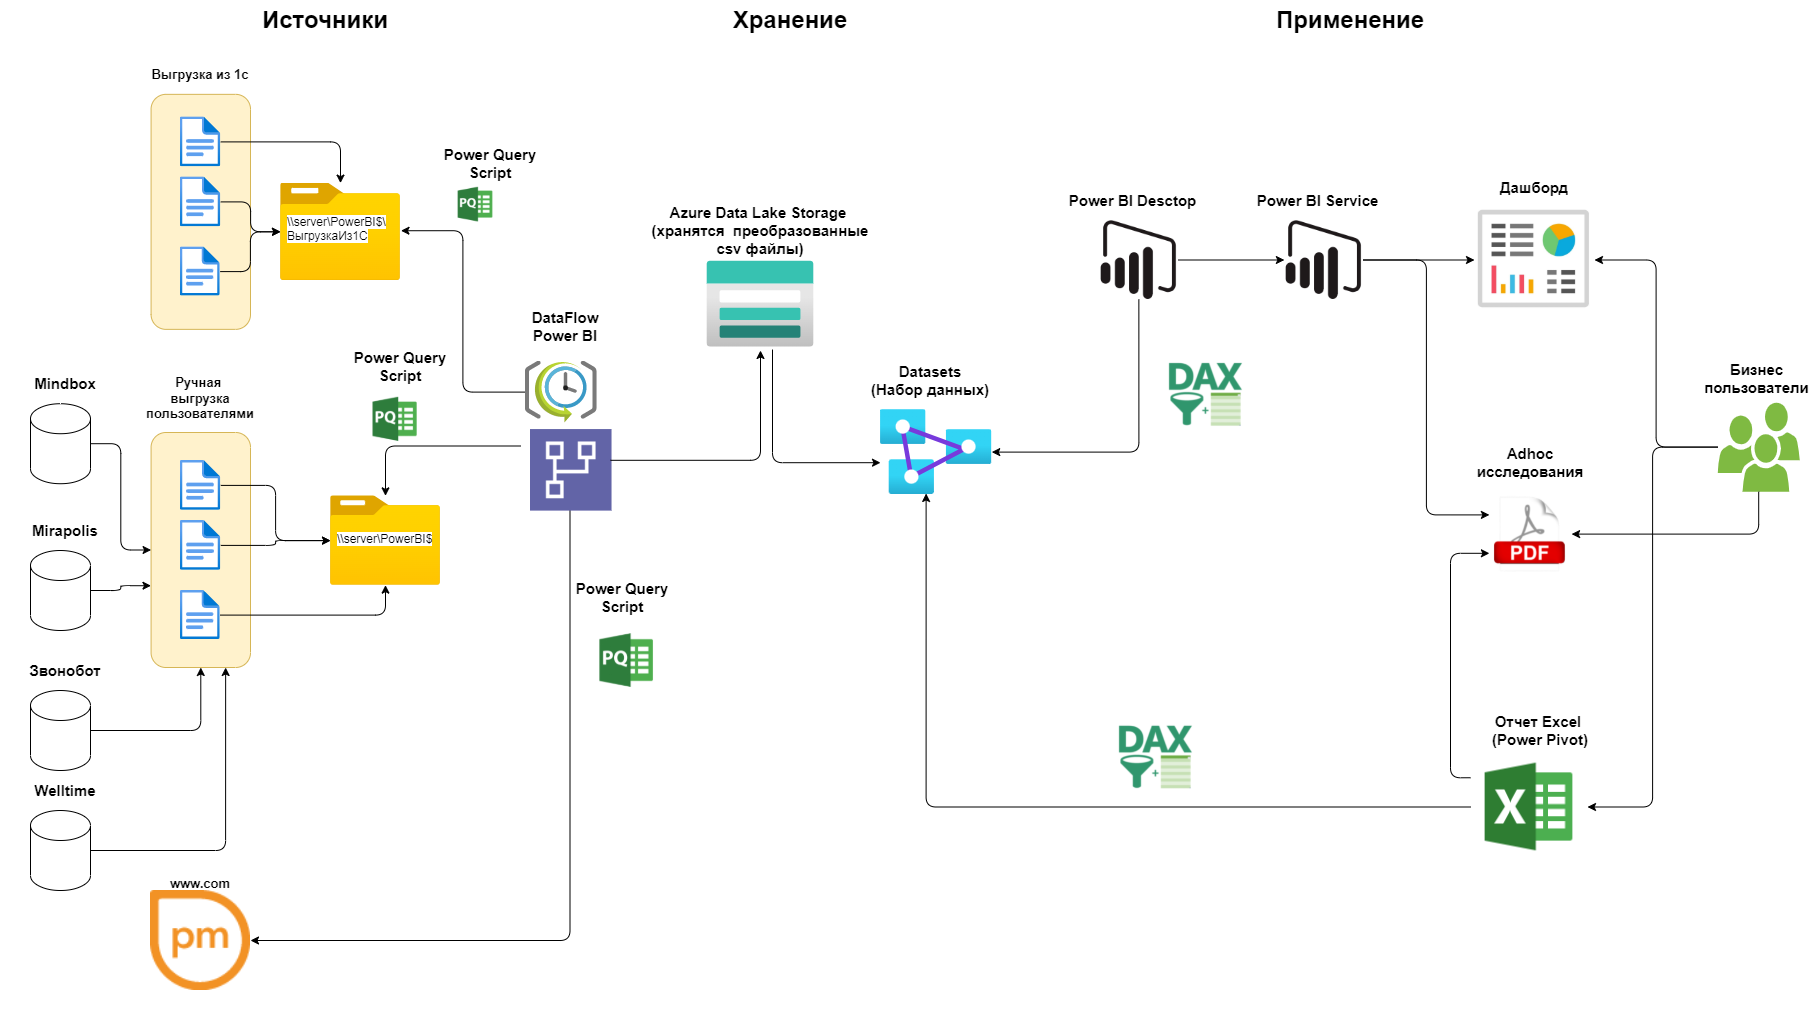 Источники
Хранение
Применение
Выгрузка из 1с
\\server\PowerBI$\
ВыгрузкаИз1С
Power Query
Script
PQ
DataFlow
Power BI
Power Query
Script
PQ
Mindbox
Ручная
выгрузка
пользователями
Mirapolis
\\server\PowerBI$
Звонобот
Welltime
www.com
pm
Power Query
Script
PQ
Azure Data Lake Storage
(хранятся преобразованные
csv файлы)
Datasets
(Набор данных)
Power BI Desctop
Power BI Service
Дашборд
DAX
+
Бизнес
пользователи
Adhoc
исследования
PDF
DAX
+
Отчет Excel
(Power Pivot)
X